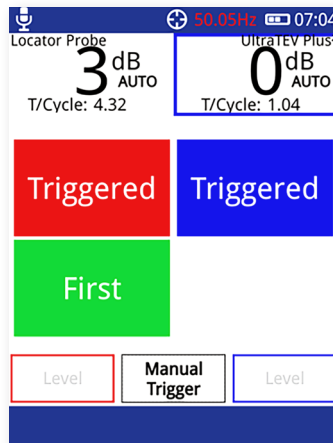 50.05Hz 07:04
Locator Probe UltraTEV Plus
3 dB AUTO 0 dB AUTO
T/Cycle: 4.32 T/Cycle: 1.04
Triggered Triggered
First
Level Manual Trigger Level